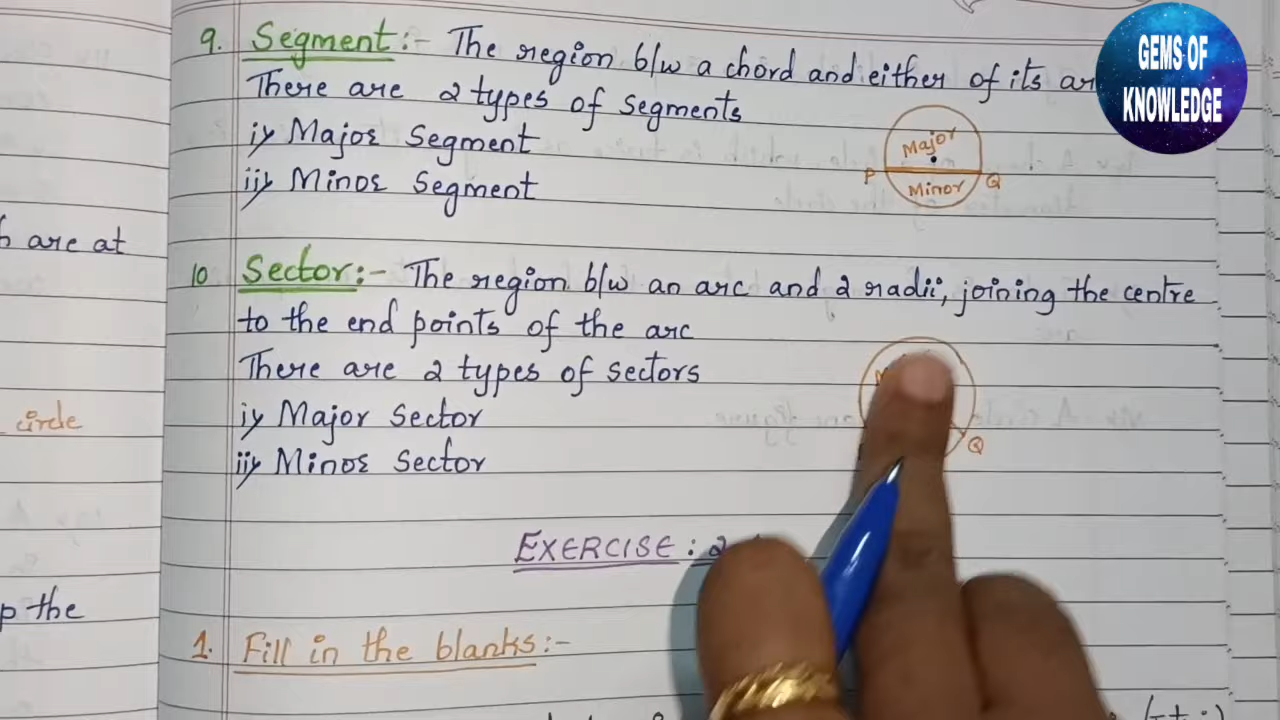 GEMS OF
KNOWLEDGE
9. Segment:- The region b/w a chord and either of its
There are 2 types of segments
i) Major Segment
ii) Minor Segment
Major
P
Q
Minor
are at
10 Sector:- The region b/w an arc and 2 radii, joining the centre
to the end points of the arc
There are 2 types of sectors
i) Major Sector
ii) Minor Sector
Q
circle
EXERCISE:
the
1. Fill in the blanks:-